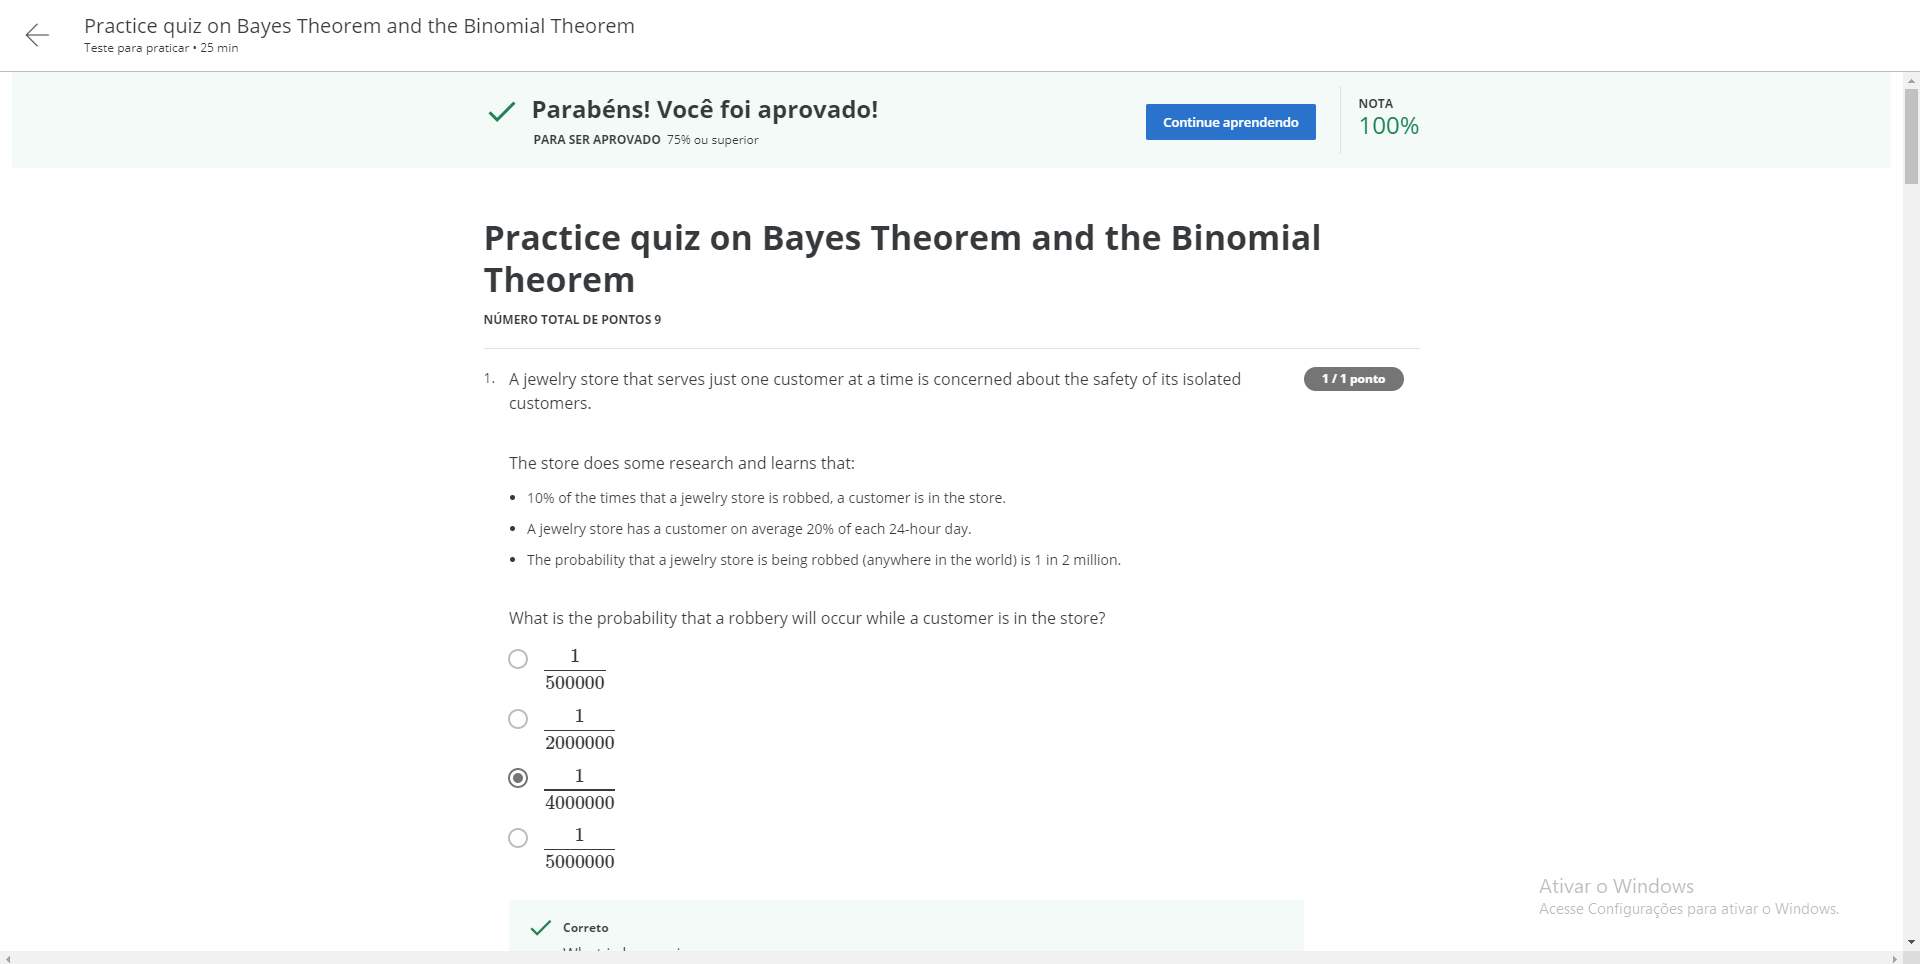 Practice quiz on Bayes Theorem and the Binomial Theorem
Teste para praticar • 25 min
Parabéns! Você foi aprovado!
PARA SER APROVADO 75% ou superior
Continue aprendendo
NOTA
100%
Practice quiz on Bayes Theorem and the Binomial
Theorem
NÚMERO TOTAL DE PONTOS 9
1. A jewelry store that serves just one customer at a time is concerned about the safety of its isolated
customers.
1 / 1 ponto
The store does some research and learns that:
• 10% of the times that a jewelry store is robbed, a customer is in the store.
• A jewelry store has a customer on average 20% of each 24-hour day.
• The probability that a jewelry store is being robbed (anywhere in the world) is 1 in 2 million.
What is the probability that a robbery will occur while a customer is in the store?
1
500000
1
2000000
1
4000000
1
5000000
Ativar o Windows
Acesse Configurações para ativar o Windows.
Correto